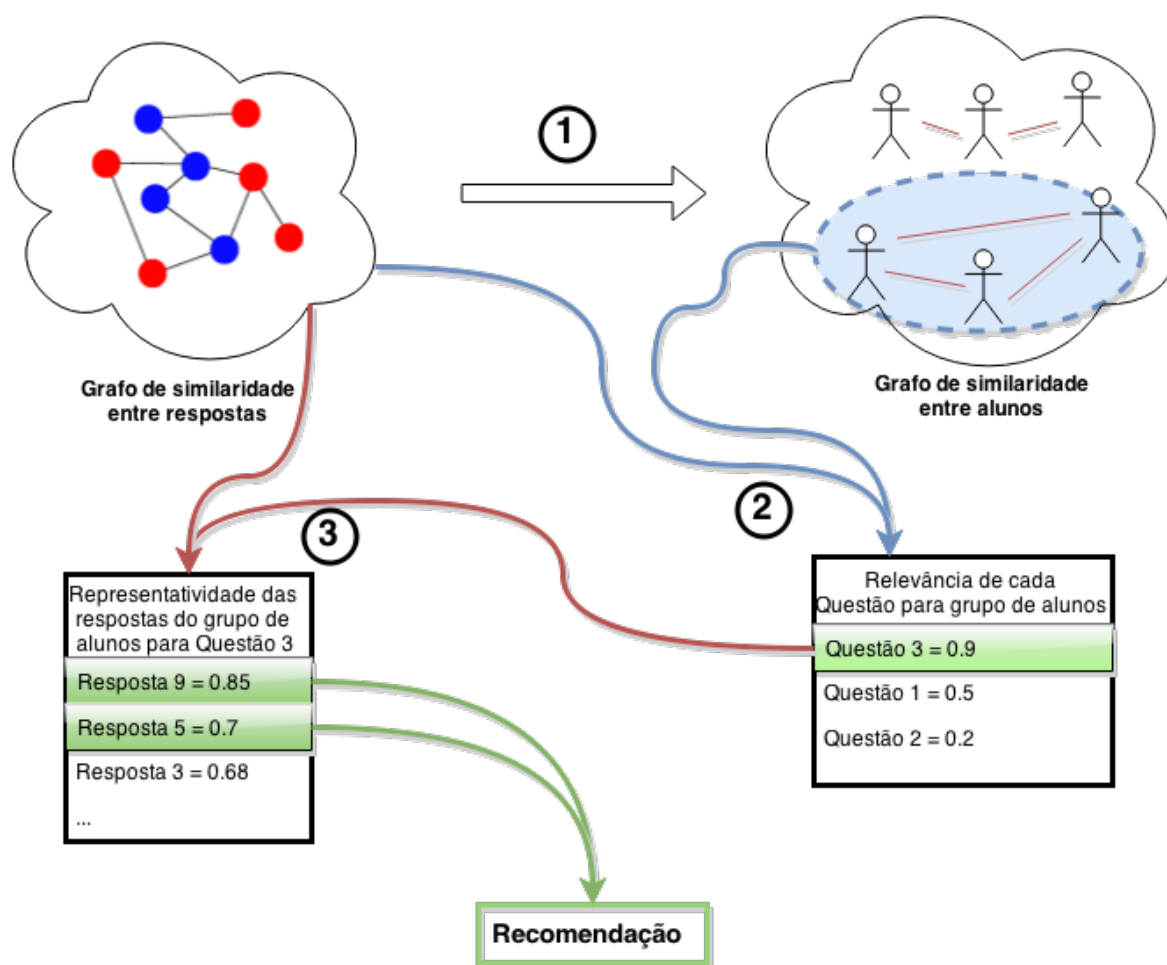 1
Grafo de similaridade
entre respostas
Grafo de similaridade
entre alunos
2
3
Representatividade das
respostas do grupo de
alunos para Questão 3
Resposta 9 = 0.85
Resposta 5 = 0.7
Resposta 3 = 0.68
...
Relevância de cada
Questão para grupo de alunos
Questão 3 = 0.9
Questão 1 = 0.5
Questão 2 = 0.2
Recomendação